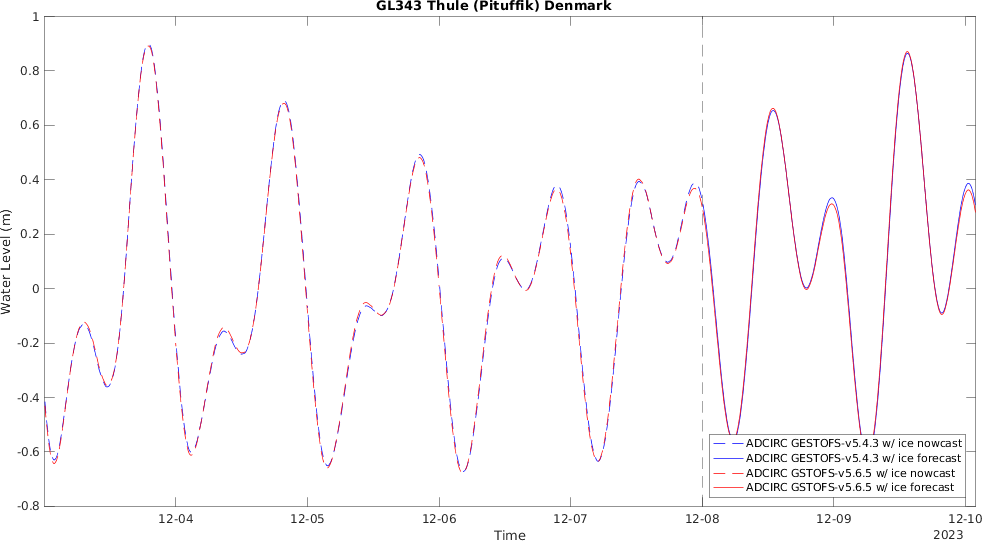 GL343 Thule (Pituffik) Denmark
1
0.8
0.6
0.4
0.2
0
-0.2
-0.4
-0.6
-0.8
Water Level (m)
12-04
12-05
12-06
12-07
12-08
12-09
12-10
2023
Time
ADCIRC GESTOFS-v5.4.3 w/ ice nowcast
ADCIRC GESTOFS-v5.4.3 w/ ice forecast
ADCIRC GSTOFS-v5.6.5 w/ ice nowcast
ADCIRC GSTOFS-v5.6.5 w/ ice forecast